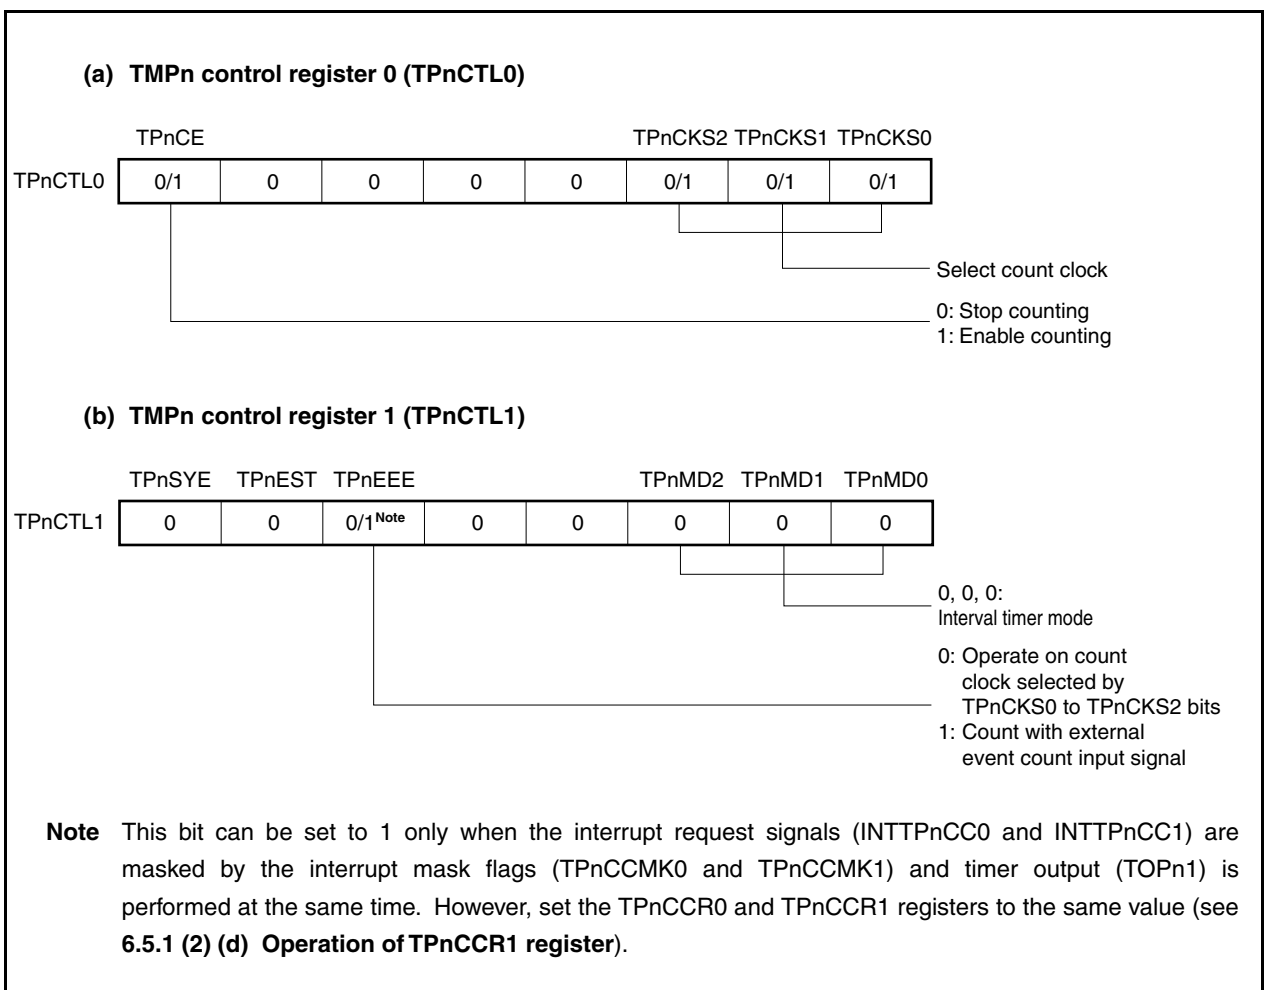 (a) TMPn control register 0 (TPnCTL0)
TPnCE TPnCKS2 TPnCKS1 TPnCKS0
TPnCTL0 0/1 0 0 0 0 0/1 0/1 0/1
Select count clock
0: Stop counting
1: Enable counting
(b) TMPn control register 1 (TPnCTL1)
TPnSYE TPnEST TPnEEE TPnMD2 TPnMD1 TPnMD0
TPnCTL1 0 0 0/1Note 0 0 0 0 0
0, 0, 0:
Interval timer mode
0: Operate on count
clock selected by
TPnCKS0 to TPnCKS2 bits
1: Count with external
event count input signal
Note This bit can be set to 1 only when the interrupt request signals (INTTPnCC0 and INTTPnCC1) are
masked by the interrupt mask flags (TPnCCMK0 and TPnCCMK1) and timer output (TOPn1) is
performed at the same time. However, set the TPnCCR0 and TPnCCR1 registers to the same value (see
6.5.1 (2) (d) Operation of TPnCCR1 register).